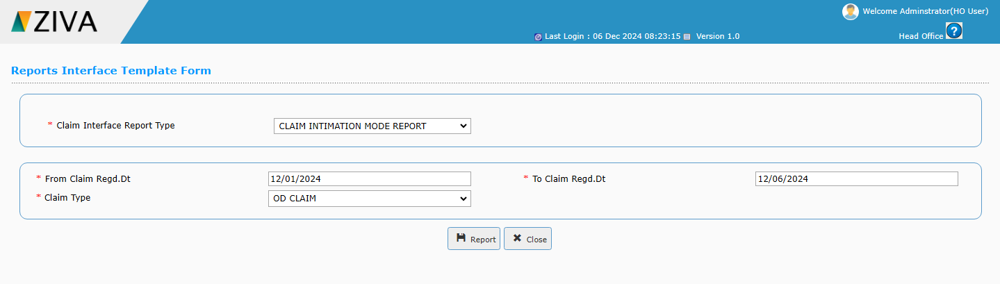 ZIVA
Welcome Adminstrator(HO User)
Last Login : 06 Dec 2024 08:23:15 Version 1.0
Head Office ?
Reports Interface Template Form
* Claim Interface Report Type CLAIM INTIMATION MODE REPORT
* From Claim Regd.Dt 12/01/2024 * To Claim Regd.Dt 12/06/2024
* Claim Type OD CLAIM
Report Close